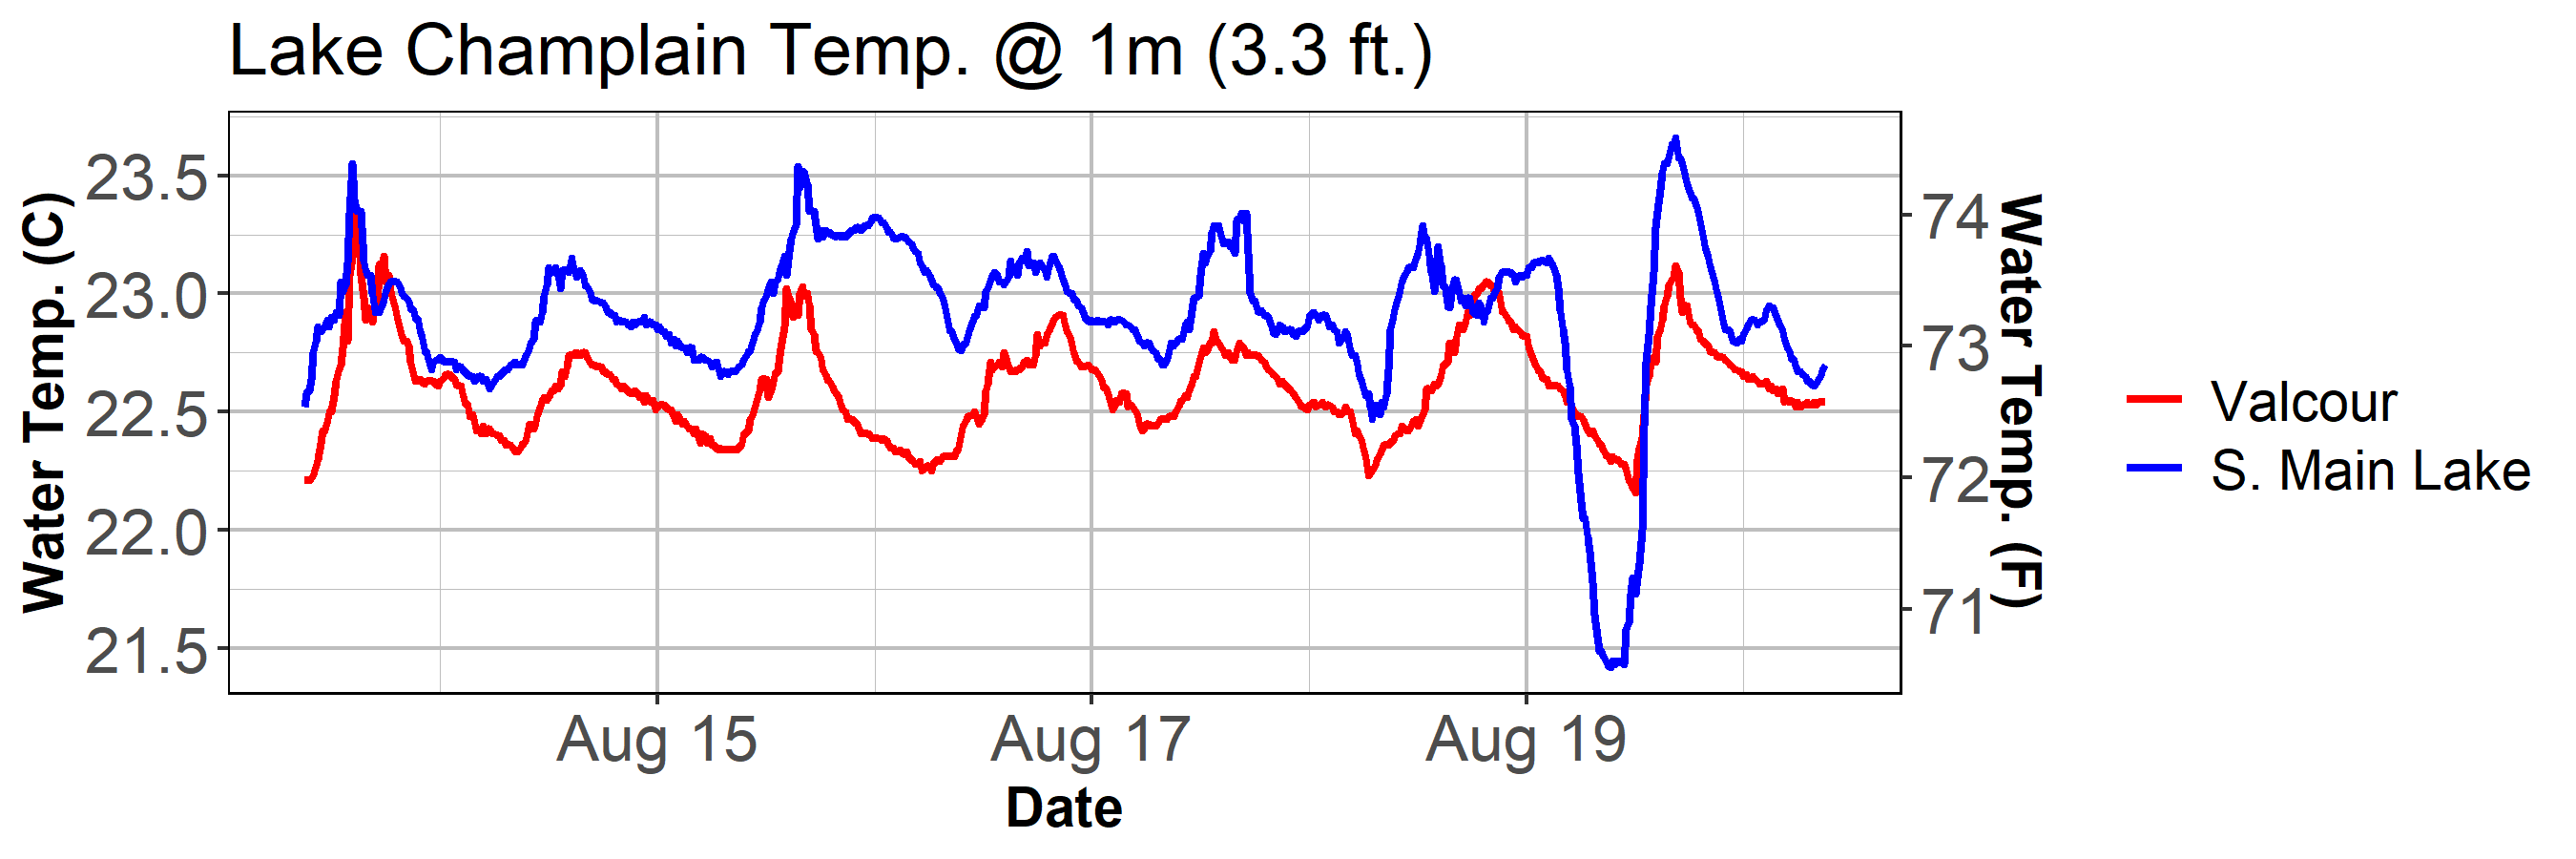 Lake Champlain Temp. @ 1m (3.3 ft.)
Water Temp. (C)
23.5
23.0
22.5
22.0
21.5
74
73
72
71
Water Temp. (F)
Aug 15
Aug 17
Aug 19
Date
Valcour
S. Main Lake